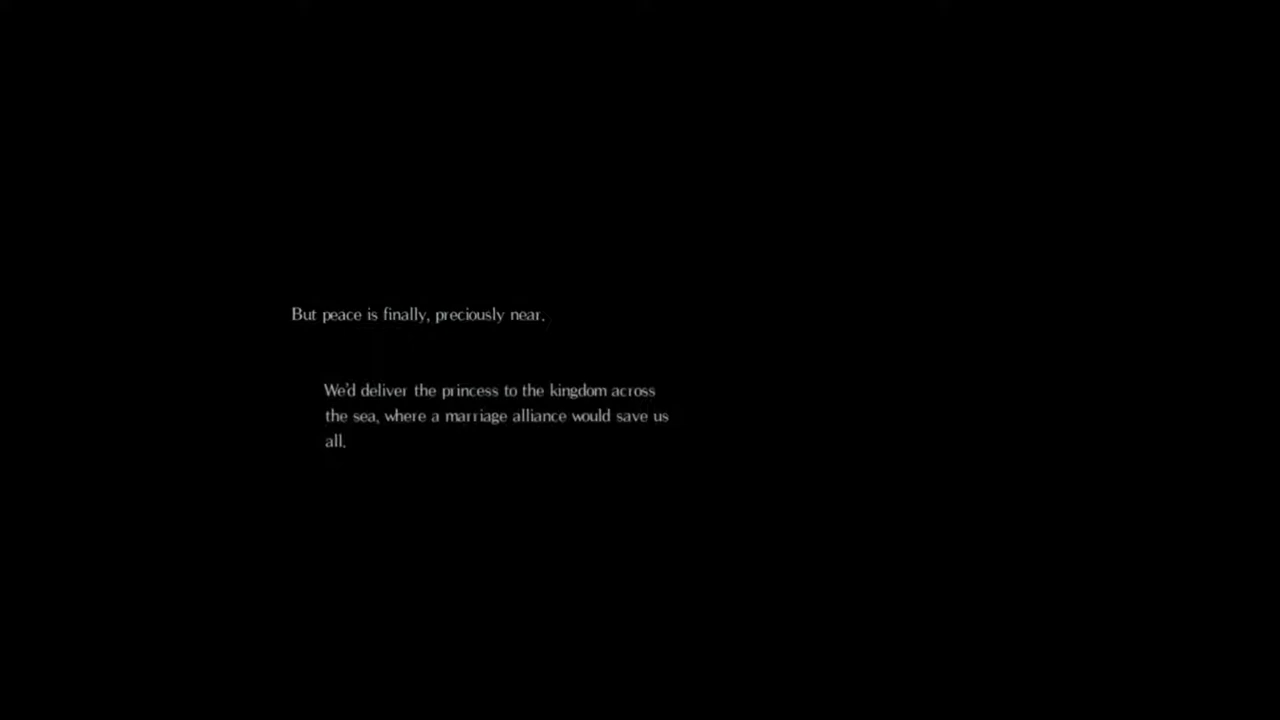 But peace is finally, preciously near.
We'd deliver the princess to the kingdom across
the sea, where a marriage alliance would save us
all.